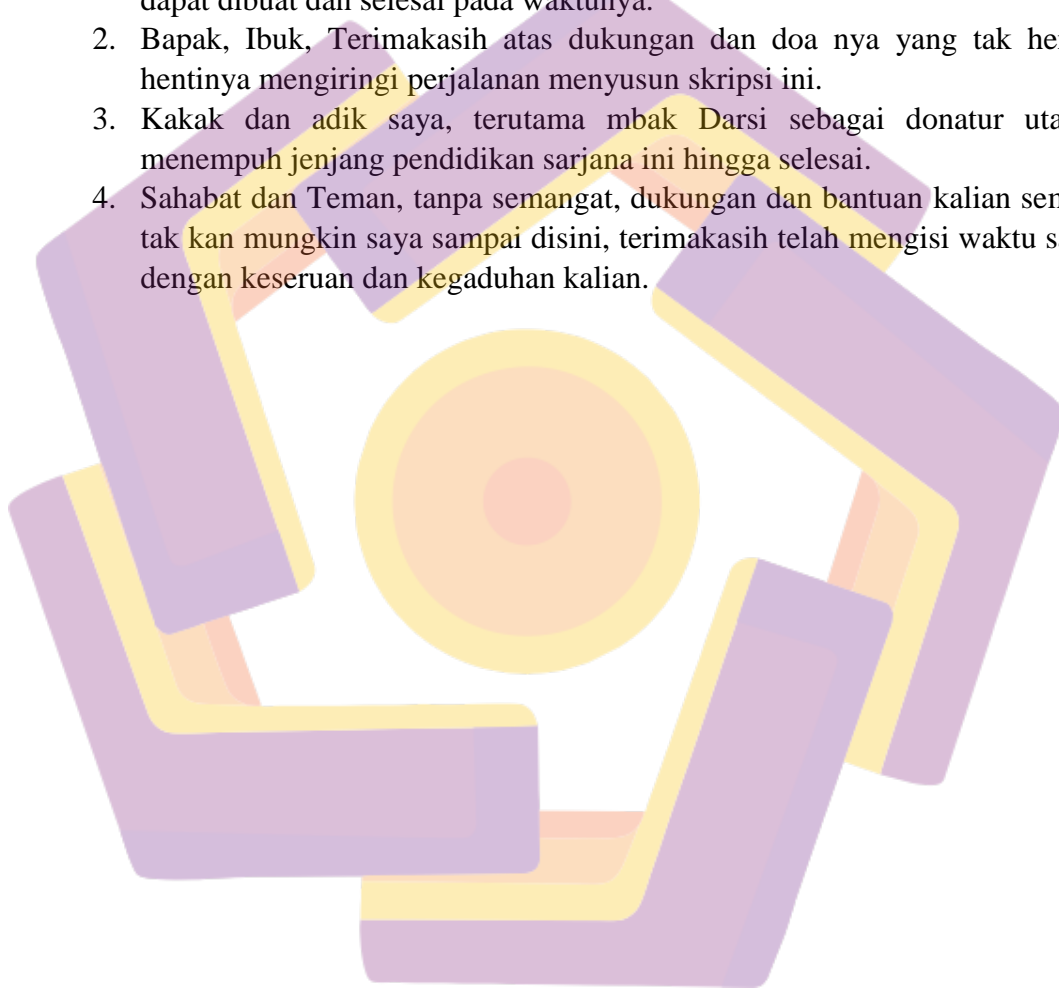 dapat dibuat dan selesai pada waktunya.
2. Bapak, Ibuk, Terimakasih atas dukungan dan doa nya yang tak he
hentinya mengiringi perjalanan menyusun skripsi ini.
3. Kakak dan adik saya, terutama mbak Darsi sebagai donatur uta
menempuh jenjang pendidikan sarjana ini hingga selesai.
4. Sahabat dan Teman, tanpa semangat, dukungan dan bantuan kalian sem
tak kan mungkin saya sampai disini, terimakasih telah mengisi waktu s
dengan keseruan dan kegaduhan kalian.